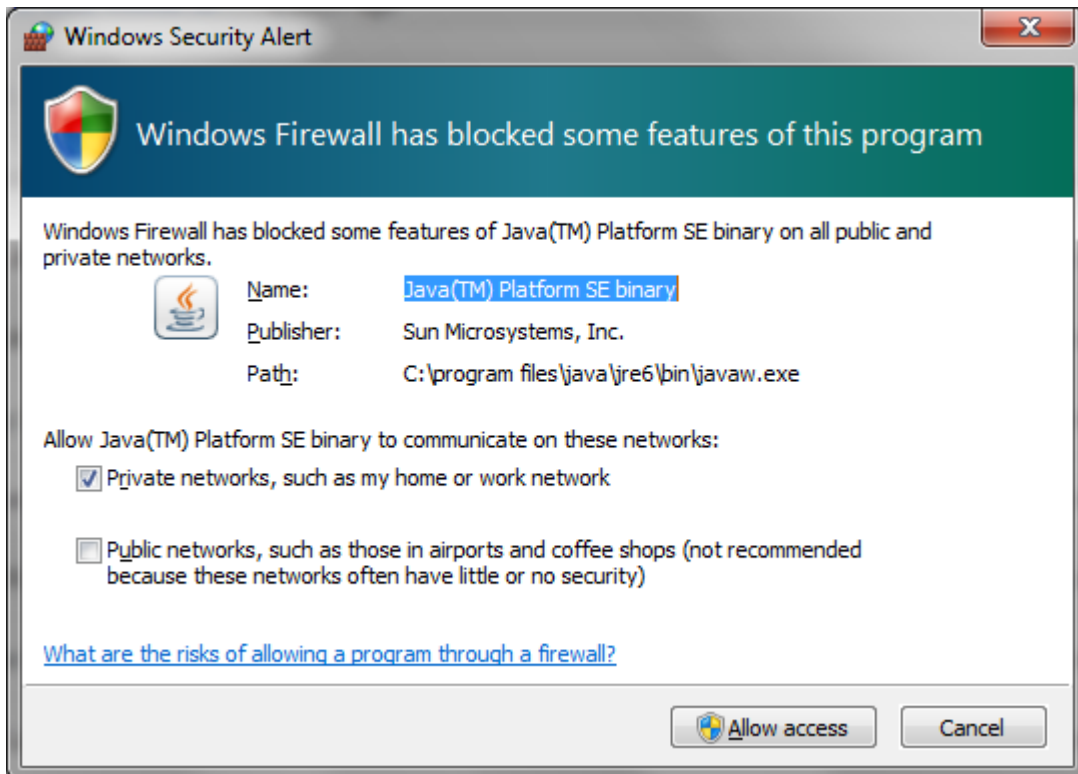 Windows Security Alert
Windows Firewall has blocked some features of this program
Windows Firewall has blocked some features of Java(TM) Platform SE binary on all public and
private networks.
Name: Java(TM) Platform SE binary
Publisher: Sun Microsystems, Inc.
Path: C:\program files\java\jre6\bin\javaw.exe
Allow Java(TM) Platform SE binary to communicate on these networks:
Private networks, such as my home or work network
Public networks, such as those in airports and coffee shops (not recommended
because these networks often have little or no security)
What are the risks of allowing a program through a firewall?
Allow access Cancel